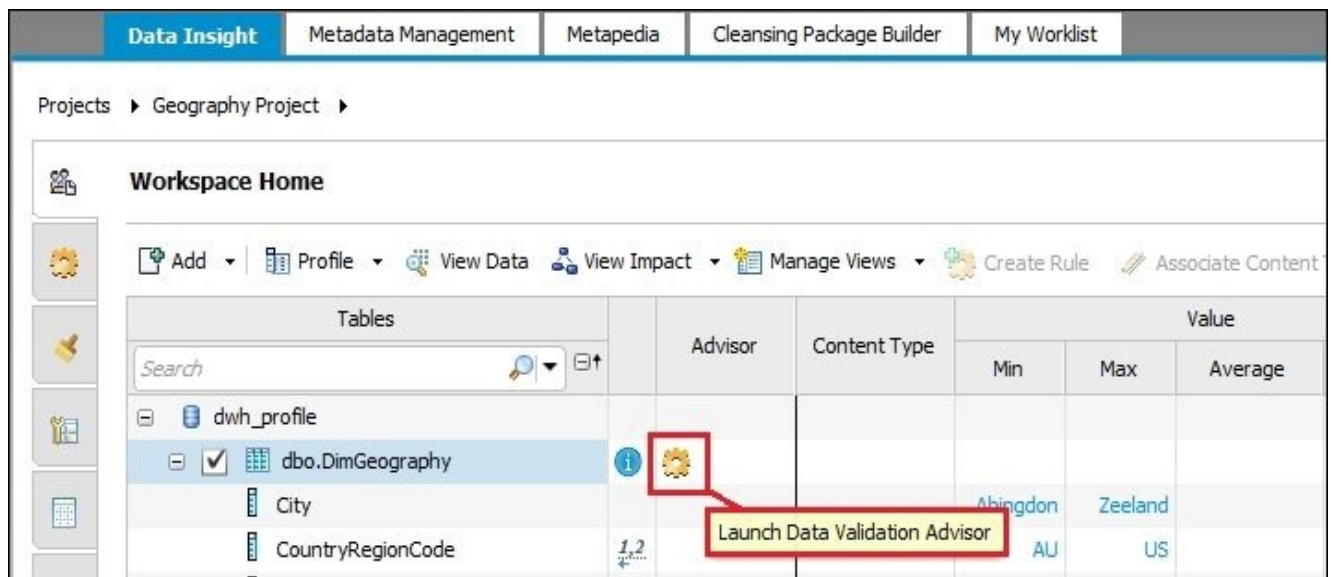 Data Insight Metadata Management Metapedia Cleansing Package Builder My Worklist
Projects Geography Project
Workspace Home
Add Profile View Data View Impact Manage Views Create Rule Associate Content
Tables Value
Search Advisor Content Type
Min Max Average
dwh_profile
dbo.DimGeography
City Abingdon Zeeland
Launch Data Validation Advisor
CountryRegionCode 1,2 AU US